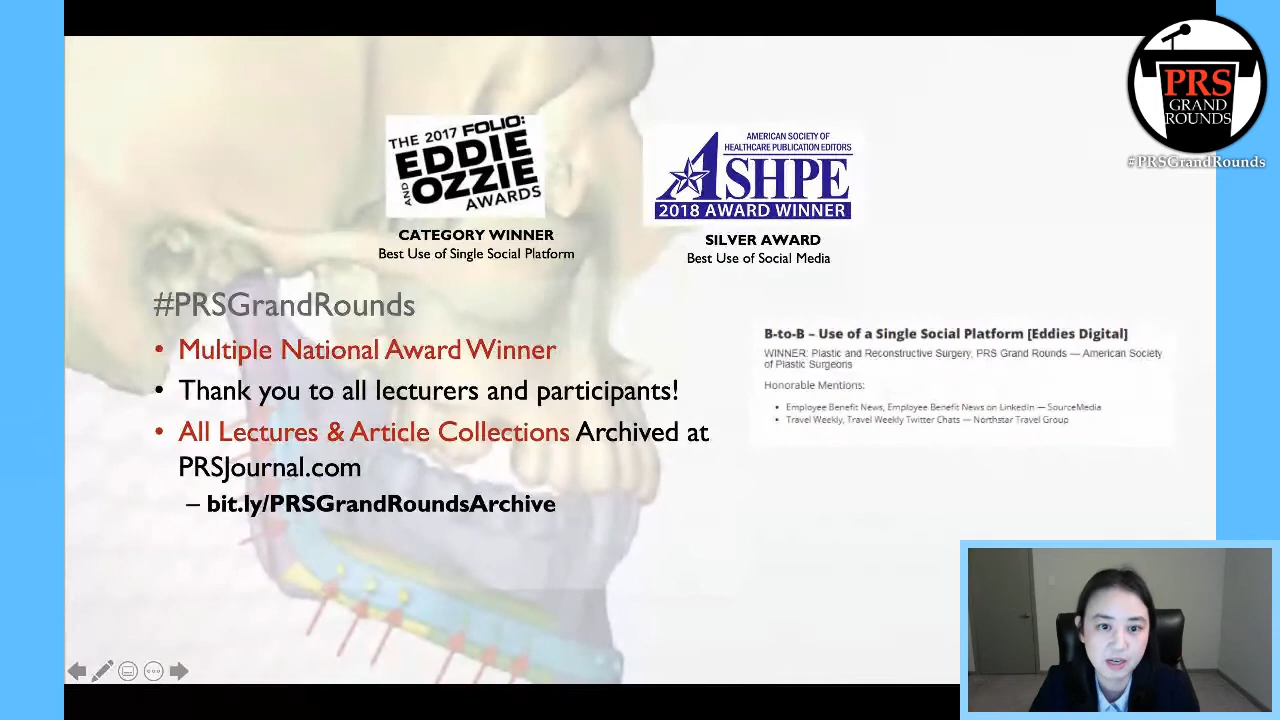 THE 2017 FOLIO:
EDDIE
AND OZZIE
AWARDS
CATEGORY WINNER
Best Use of Single Social Platform
AMERICAN SOCIETY OF
HEALTHCARE PUBLICATION EDITORS
ASHPE
2018 AWARD WINNER
SILVER AWARD
Best Use of Social Media
PRS
GRAND
ROUNDS
#PRSGrandRounds
#PRSGrandRounds
• Multiple National Award Winner
• Thank you to all lecturers and participants!
• All Lectures & Article Collections Archived at
PRSJournal.com
– bit.ly/PRSGrandRoundsArchive
B-to-B – Use of a Single Social Platform [Eddies Digital]
WINNER: Plastic and Reconstructive Surgery, PRS Grand Rounds — American Society
of Plastic Surgeons
Honorable Mentions:
• Employee Benefit News, Employee Benefit News on LinkedIn — SourceMedia
• Travel Weekly, Travel Weekly Twitter Chats — Northstar Travel Group